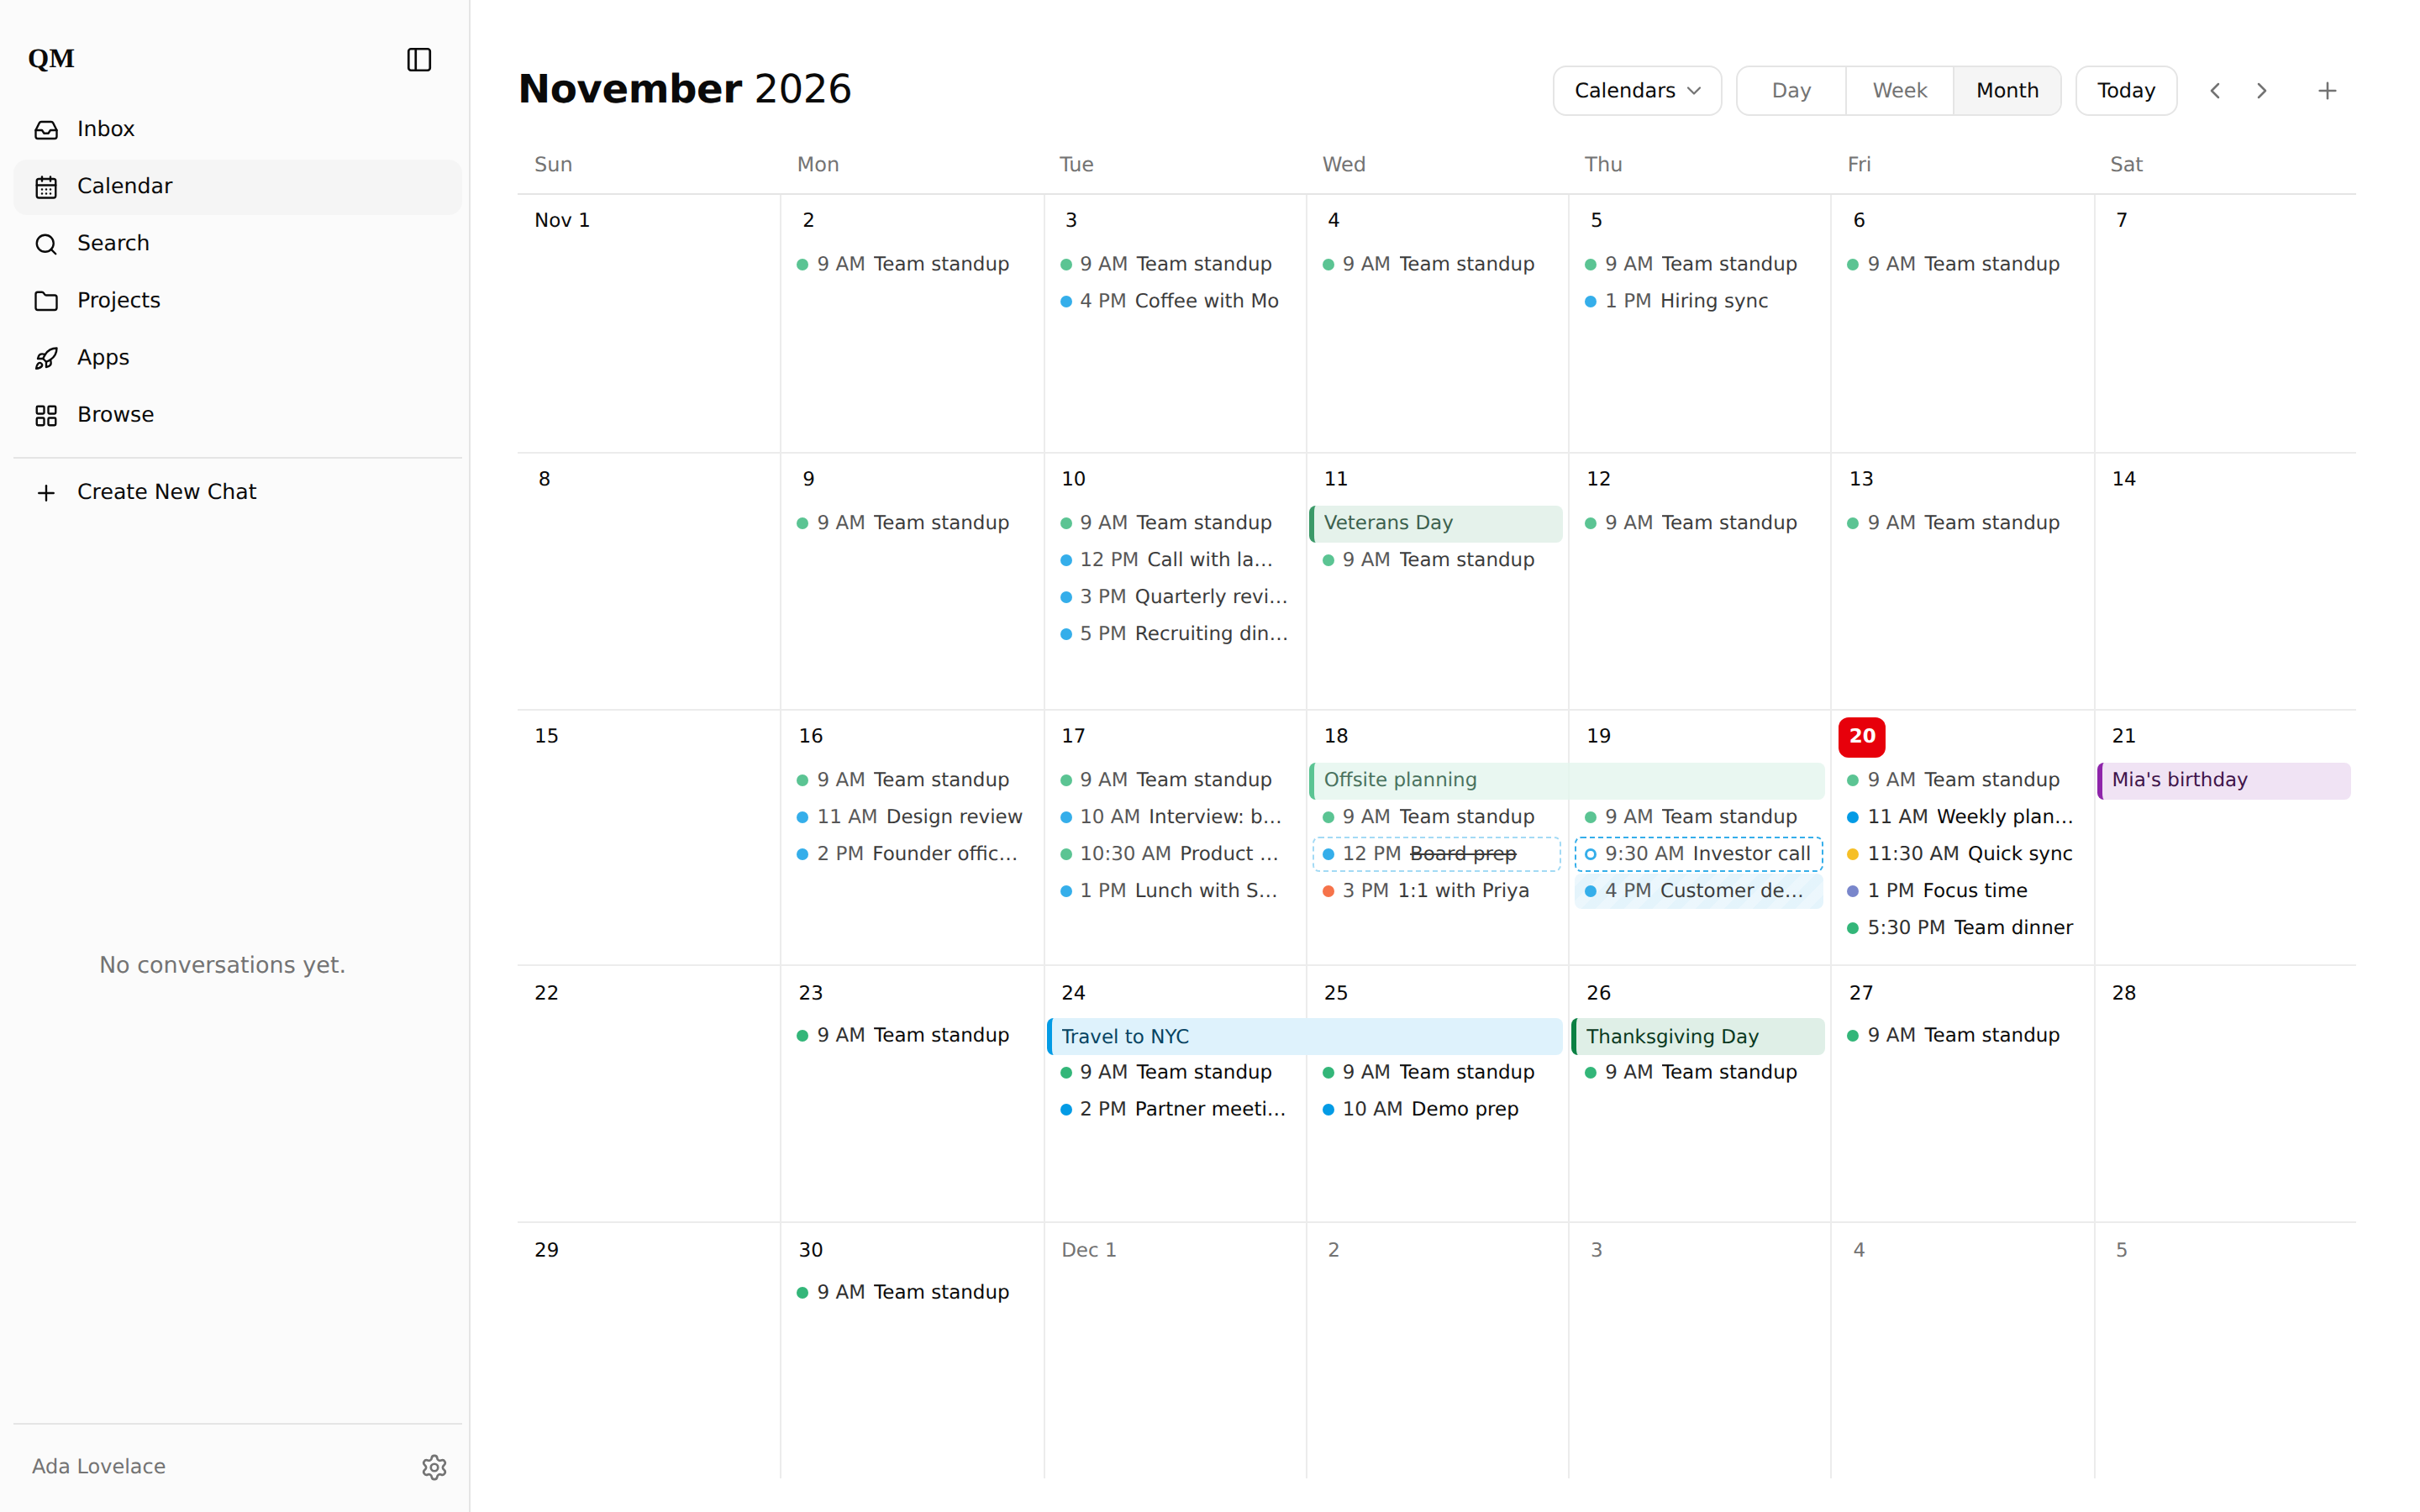 QM
Inbox
Calendar
Search
Projects
Apps
Browse
Create New Chat
No conversations yet.
Ada Lovelace
November 2026
Calendars
Day Week Month
Today
Sun Mon Tue Wed Thu Fri Sat
Nov 1
2
9 AM Team standup
3
9 AM Team standup
4 PM Coffee with Mo
4
9 AM Team standup
5
9 AM Team standup
1 PM Hiring sync
6
9 AM Team standup
7
8
9
9 AM Team standup
10
9 AM Team standup
12 PM Call with la…
3 PM Quarterly revi…
5 PM Recruiting din…
11
Veterans Day
9 AM Team standup
12
9 AM Team standup
13
9 AM Team standup
14
15
16
9 AM Team standup
11 AM Design review
2 PM Founder offic…
17
9 AM Team standup
10 AM Interview: b…
10:30 AM Product …
1 PM Lunch with S…
18
Offsite planning
9 AM Team standup
12 PM Board prep
3 PM 1:1 with Priya
19
9 AM Team standup
9:30 AM Investor call
4 PM Customer de…
20
9 AM Team standup
11 AM Weekly plan…
11:30 AM Quick sync
1 PM Focus time
5:30 PM Team dinner
21
Mia's birthday
22
23
9 AM Team standup
24
Travel to NYC
9 AM Team standup
2 PM Partner meeti…
25
9 AM Team standup
10 AM Demo prep
26
Thanksgiving Day
9 AM Team standup
27
9 AM Team standup
28
29
30
9 AM Team standup
Dec 1
2
3
4
5